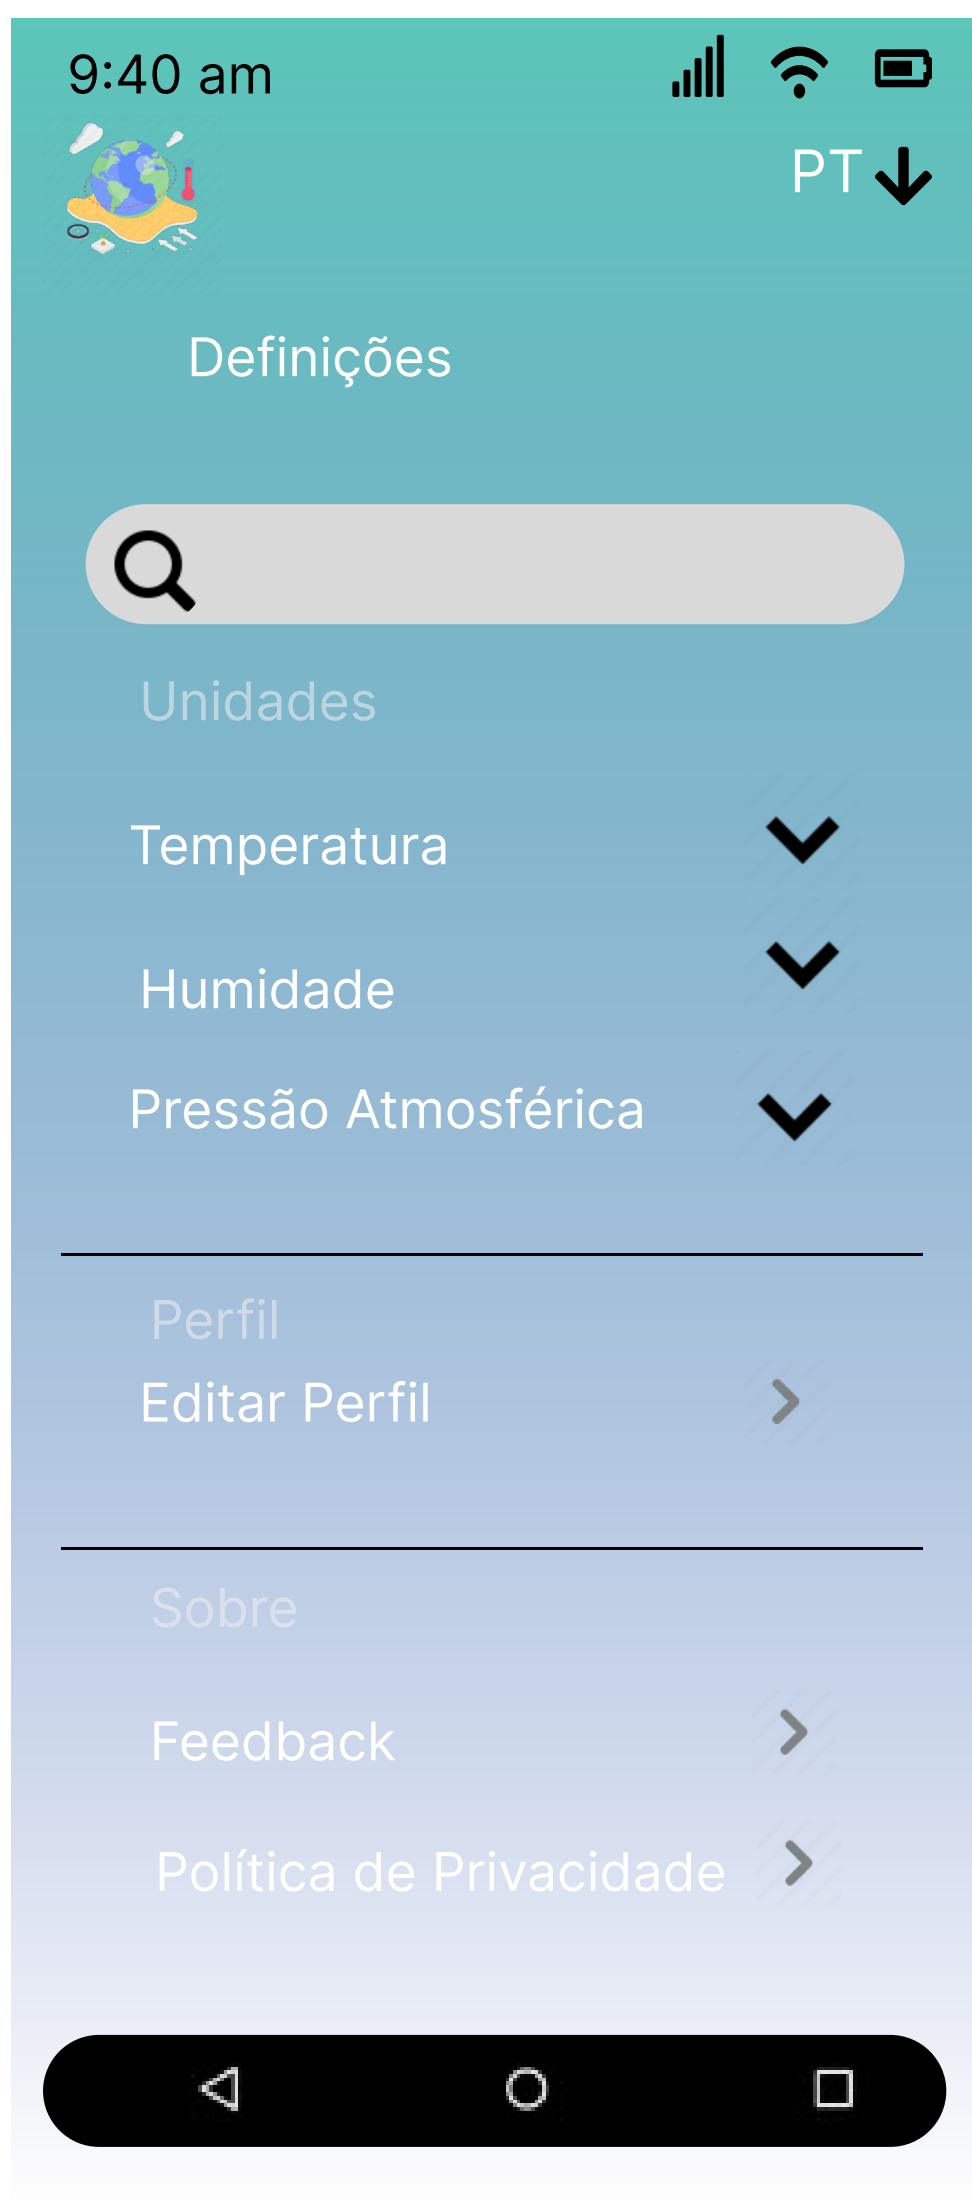 9:40 am
PT
Definições
Unidades
Temperatura
Humidade
Pressão Atmosférica
Perfil
Editar Perfil
Sobre
Feedback
Política de Privacidade